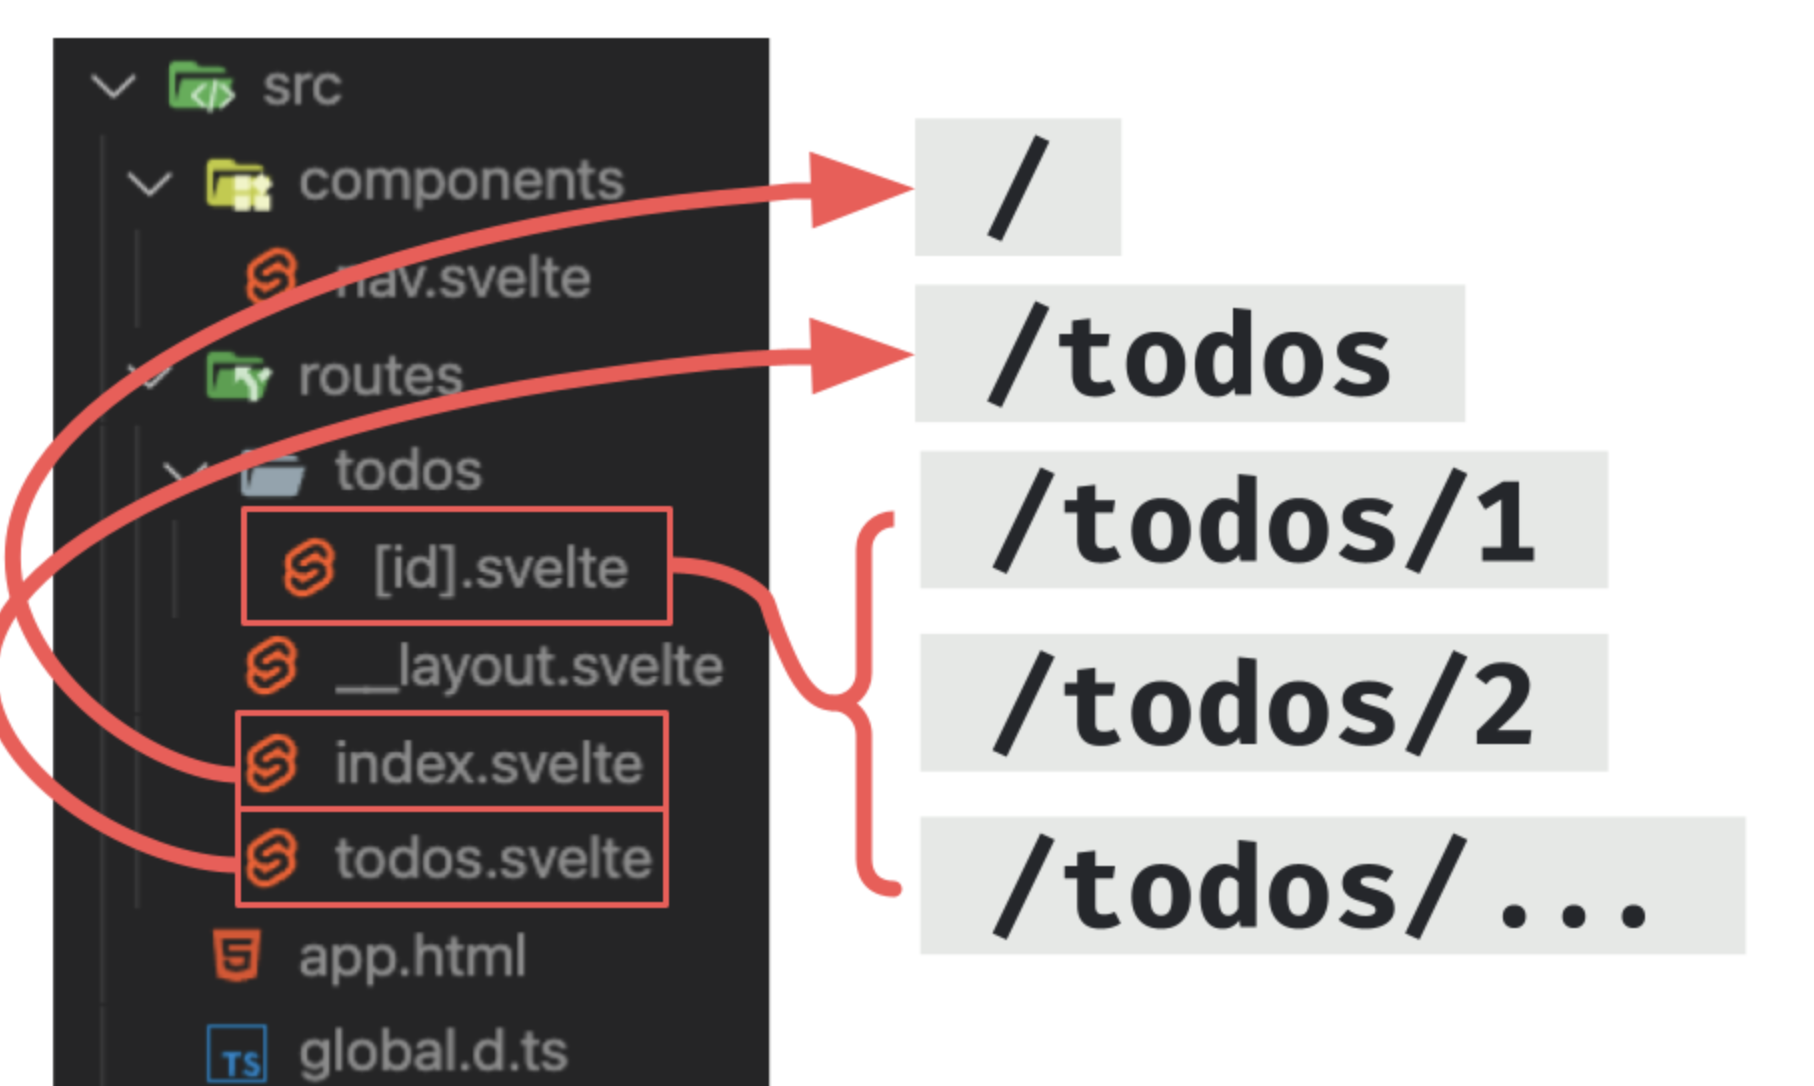 src
components
nav.svelte
routes
todos
[id].svelte
__layout.svelte
index.svelte
todos.svelte
app.html
TS global.d.ts
/
/todos
/todos/1
/todos/2
/todos/...